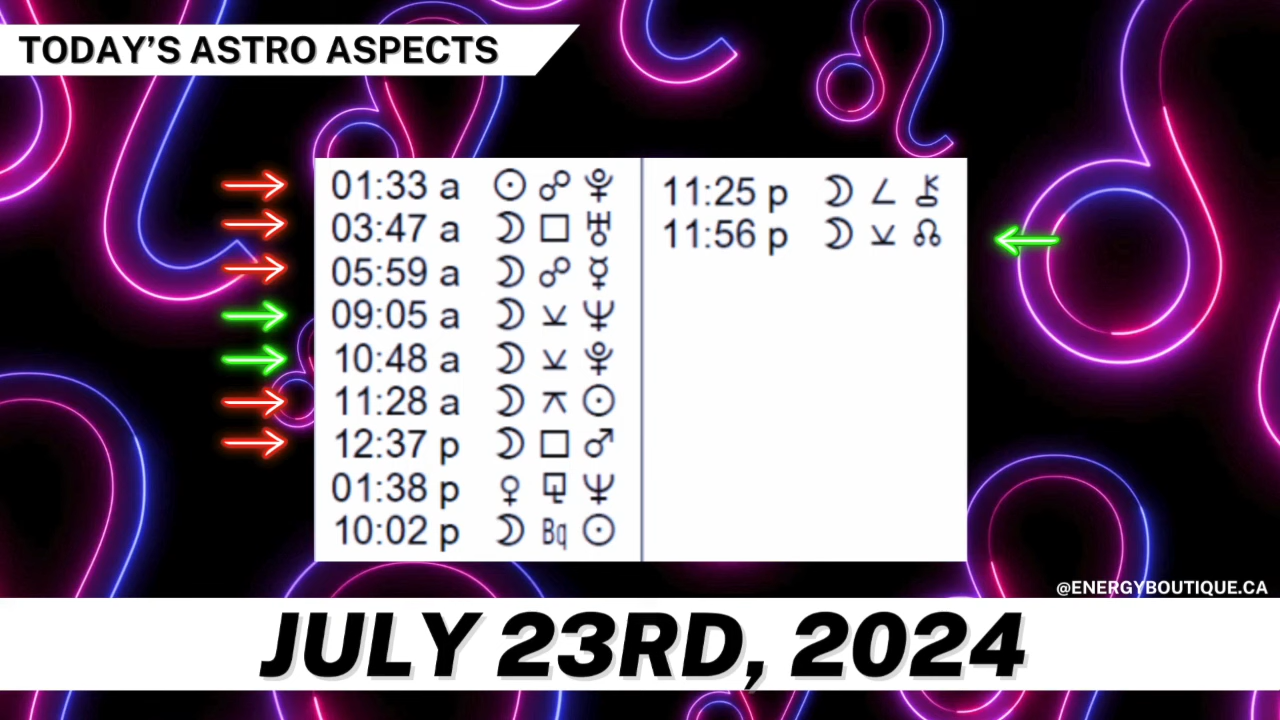 TODAY'S ASTRO ASPECTS
01:33 a ☉ ☍ ♇
03:47 a ☽ □ ♅
05:59 a ☽ ☍ ☿
09:05 a ☽ ⚺ ♆
10:48 a ☽ ⚺ ♇
11:28 a ☽ ⚻ ☉
12:37 p ☽ □ ♂
01:38 p ♀ ⚼ ♆
10:02 p ☽ Bq ☉
11:25 p ☽ ∠ ⚷
11:56 p ☽ ⚺ ☊
@ENERGYBOUTIQUE.CA
JULY 23RD, 2024